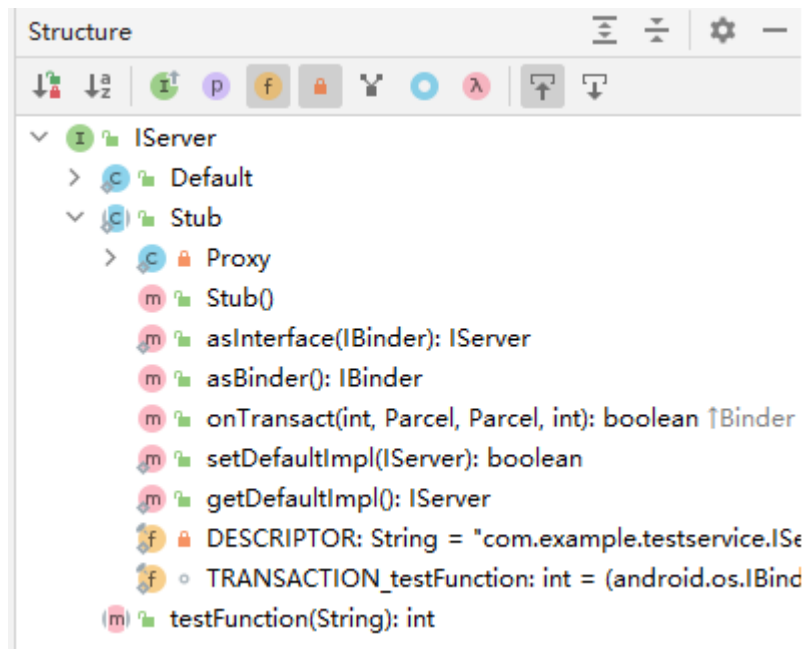 Structure
IServer
Default
Stub
Proxy
Stub()
asInterface(IBinder): IServer
asBinder(): IBinder
onTransact(int, Parcel, Parcel, int): boolean ↑Binder
setDefaultImpl(IServer): boolean
getDefaultImpl(): IServer
DESCRIPTOR: String = "com.example.testservice.ISe
TRANSACTION_testFunction: int = (android.os.IBind
testFunction(String): int